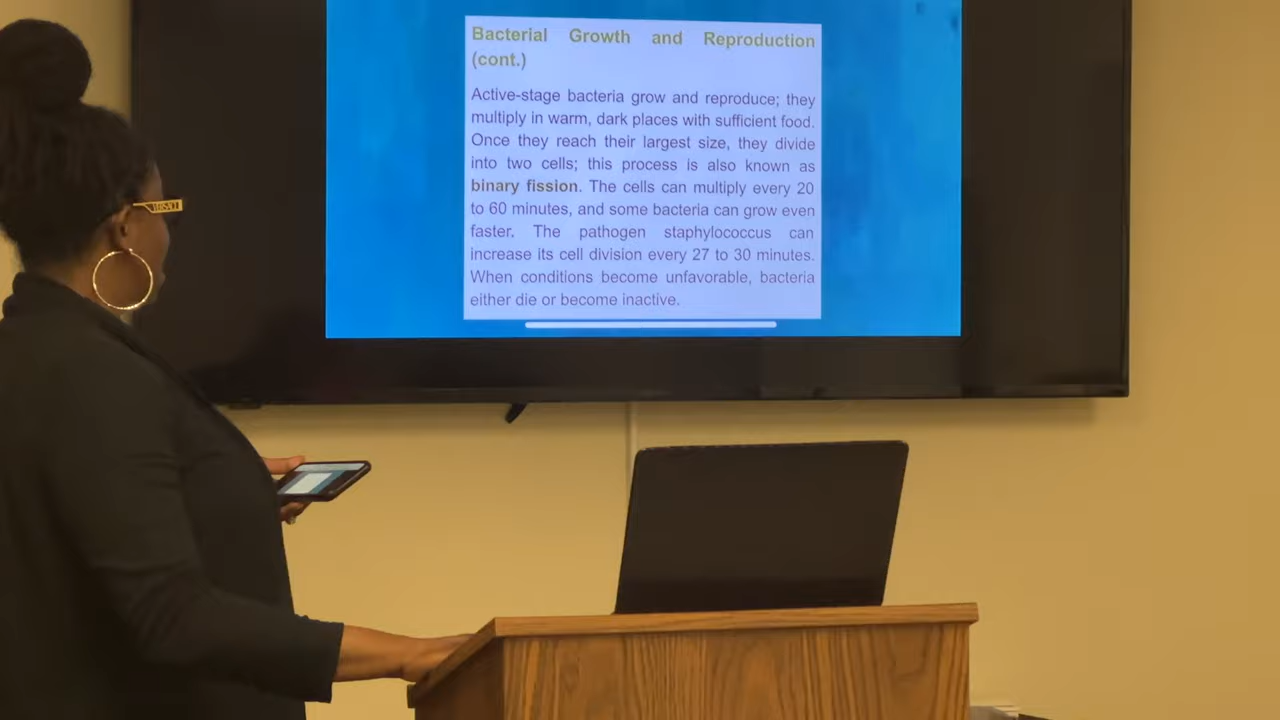 Bacterial Growth and Reproduction
(cont.)
Active-stage bacteria grow and reproduce; they
multiply in warm, dark places with sufficient food.
Once they reach their largest size, they divide
into two cells; this process is also known as
binary fission. The cells can multiply every 20
to 60 minutes, and some bacteria can grow even
faster. The pathogen staphylococcus can
increase its cell division every 27 to 30 minutes.
When conditions become unfavorable, bacteria
either die or become inactive.